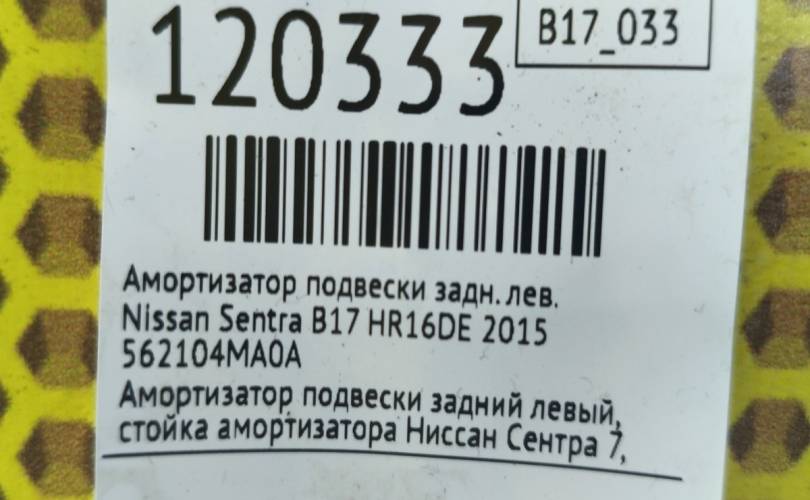 120333
B17_033
Амортизатор подвески задн. лев.
Nissan Sentra B17 HR16DE 2015
562104MA0A
Амортизатор подвески задний левый,
стойка амортизатора Ниссан Сентра 7,